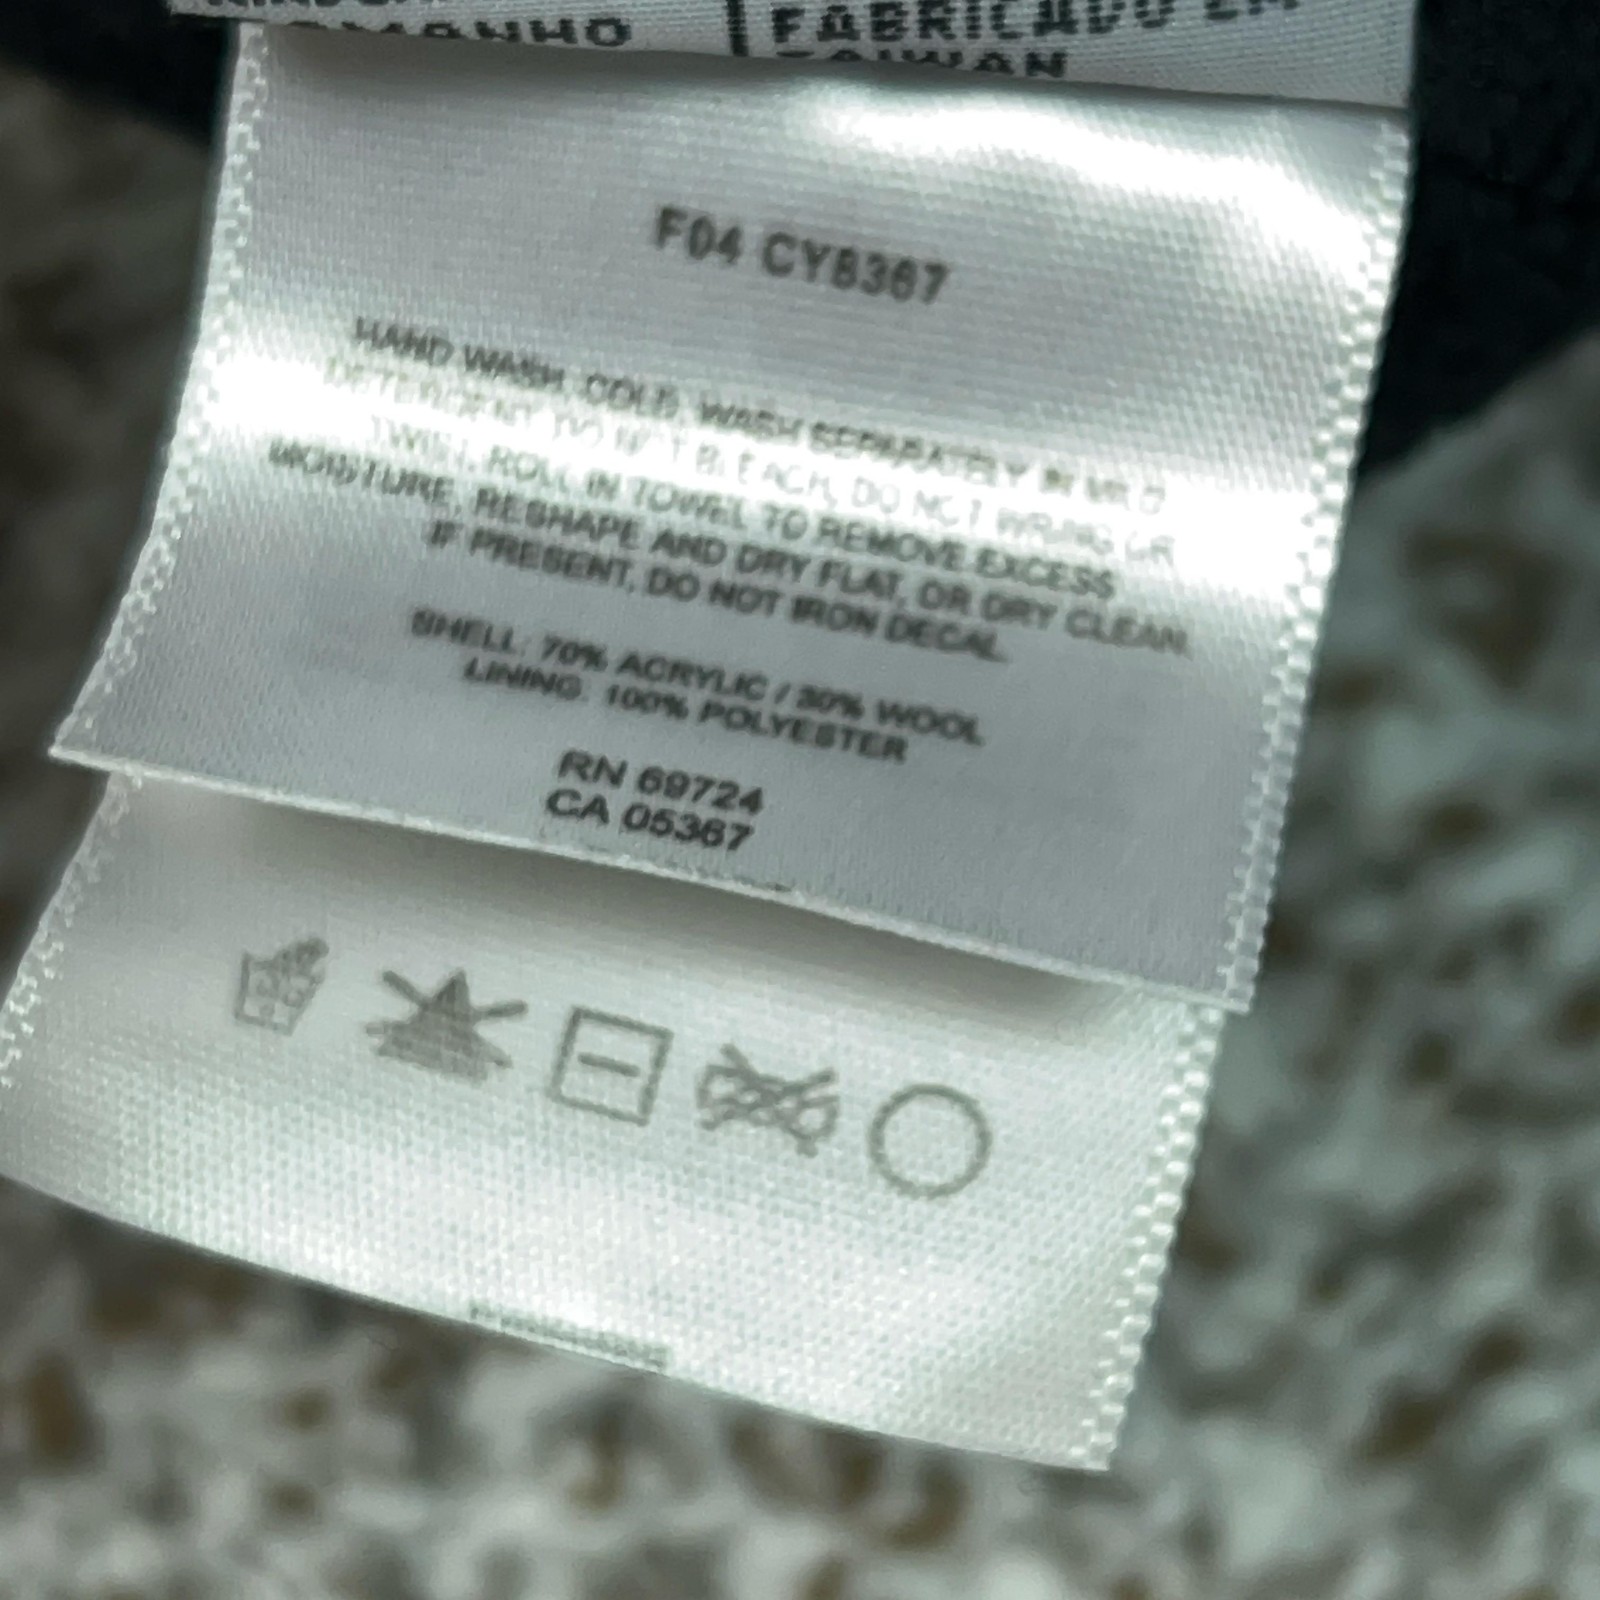 FABRICADO EM
TAIWAN
F04 CY8367
HAND WASH, COLD, WASH SEPARATELY IN MILD
DETERGENT, DO NOT BLEACH, DO NOT WRING OR
TWIST, ROLL IN TOWEL TO REMOVE EXCESS
MOISTURE, RESHAPE AND DRY FLAT, OR DRY CLEAN.
IF PRESENT, DO NOT IRON DECAL
SHELL: 70% ACRYLIC / 30% WOOL
LINING: 100% POLYESTER
RN 69724
CA 05367